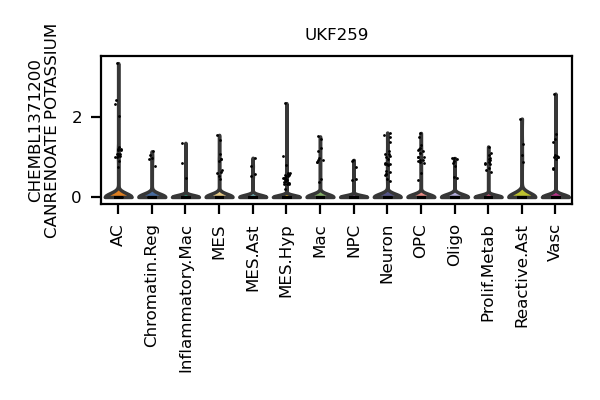 UKF259
CHEMBL1371200
CANRENOATE POTASSIUM
2
0
AC
Chromatin.Reg
Inflammatory.Mac
MES
MES.Ast
MES.Hyp
Mac
NPC
Neuron
OPC
Oligo
Prolif.Metab
Reactive.Ast
Vasc